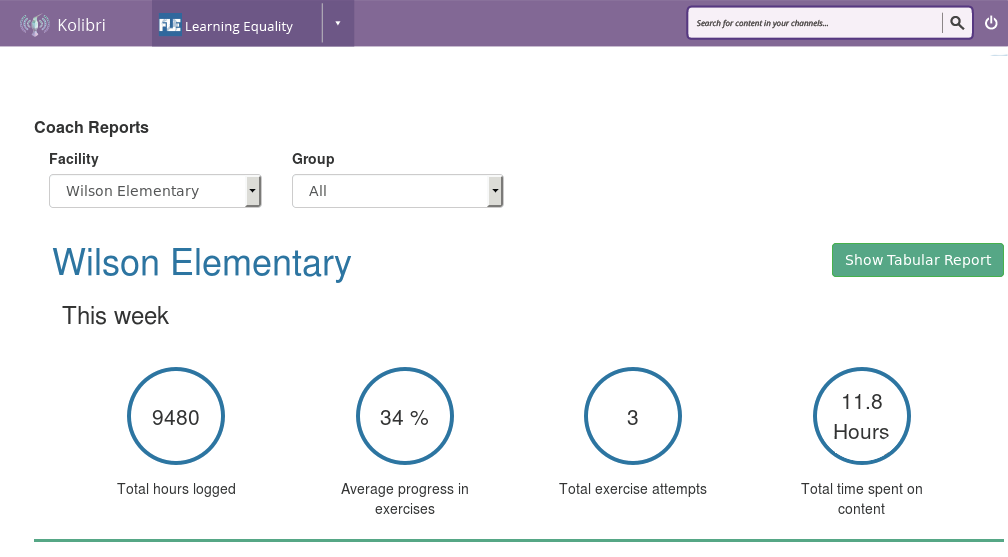 Kolibri
FLE Learning Equality
Search for content in your channels...
Coach Reports
Facility
Group
Wilson Elementary
All
Wilson Elementary
Show Tabular Report
This week
9480
34 %
3
11.8
Hours
Total hours logged
Average progress in
exercises
Total exercise attempts
Total time spent on
content